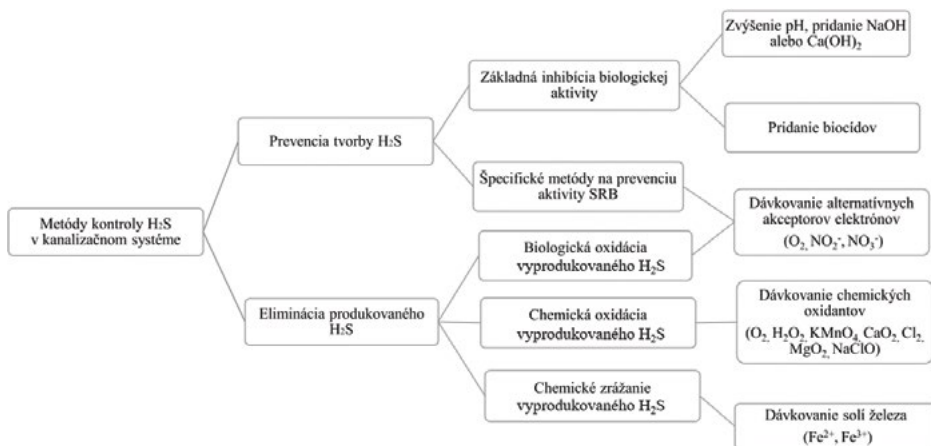 Metódy kontroly H₂S
v kanalizačnom systéme
Prevencia tvorby H₂S
Základná inhibícia biologickej
aktivity
Zvýšenie pH, pridanie NaOH
alebo Ca(OH)₂
Pridanie biocídov
Špecifické metódy na prevenciu
aktivity SRB
Dávkovanie alternatívnych
akceptorov elektrónov
(O₂, NO₂⁻, NO₃⁻)
Eliminácia produkovaného
H₂S
Biologická oxidácia
vyprodukovaného H₂S
Chemická oxidácia
vyprodukovaného H₂S
Dávkovanie chemických
oxidantov
(O₂, H₂O₂, KMnO₄, CaO₂, Cl₂,
MgO₂, NaClO)
Chemické zrážanie
vyprodukovaného H₂S
Dávkovanie solí železa
(Fe²⁺, Fe³⁺)